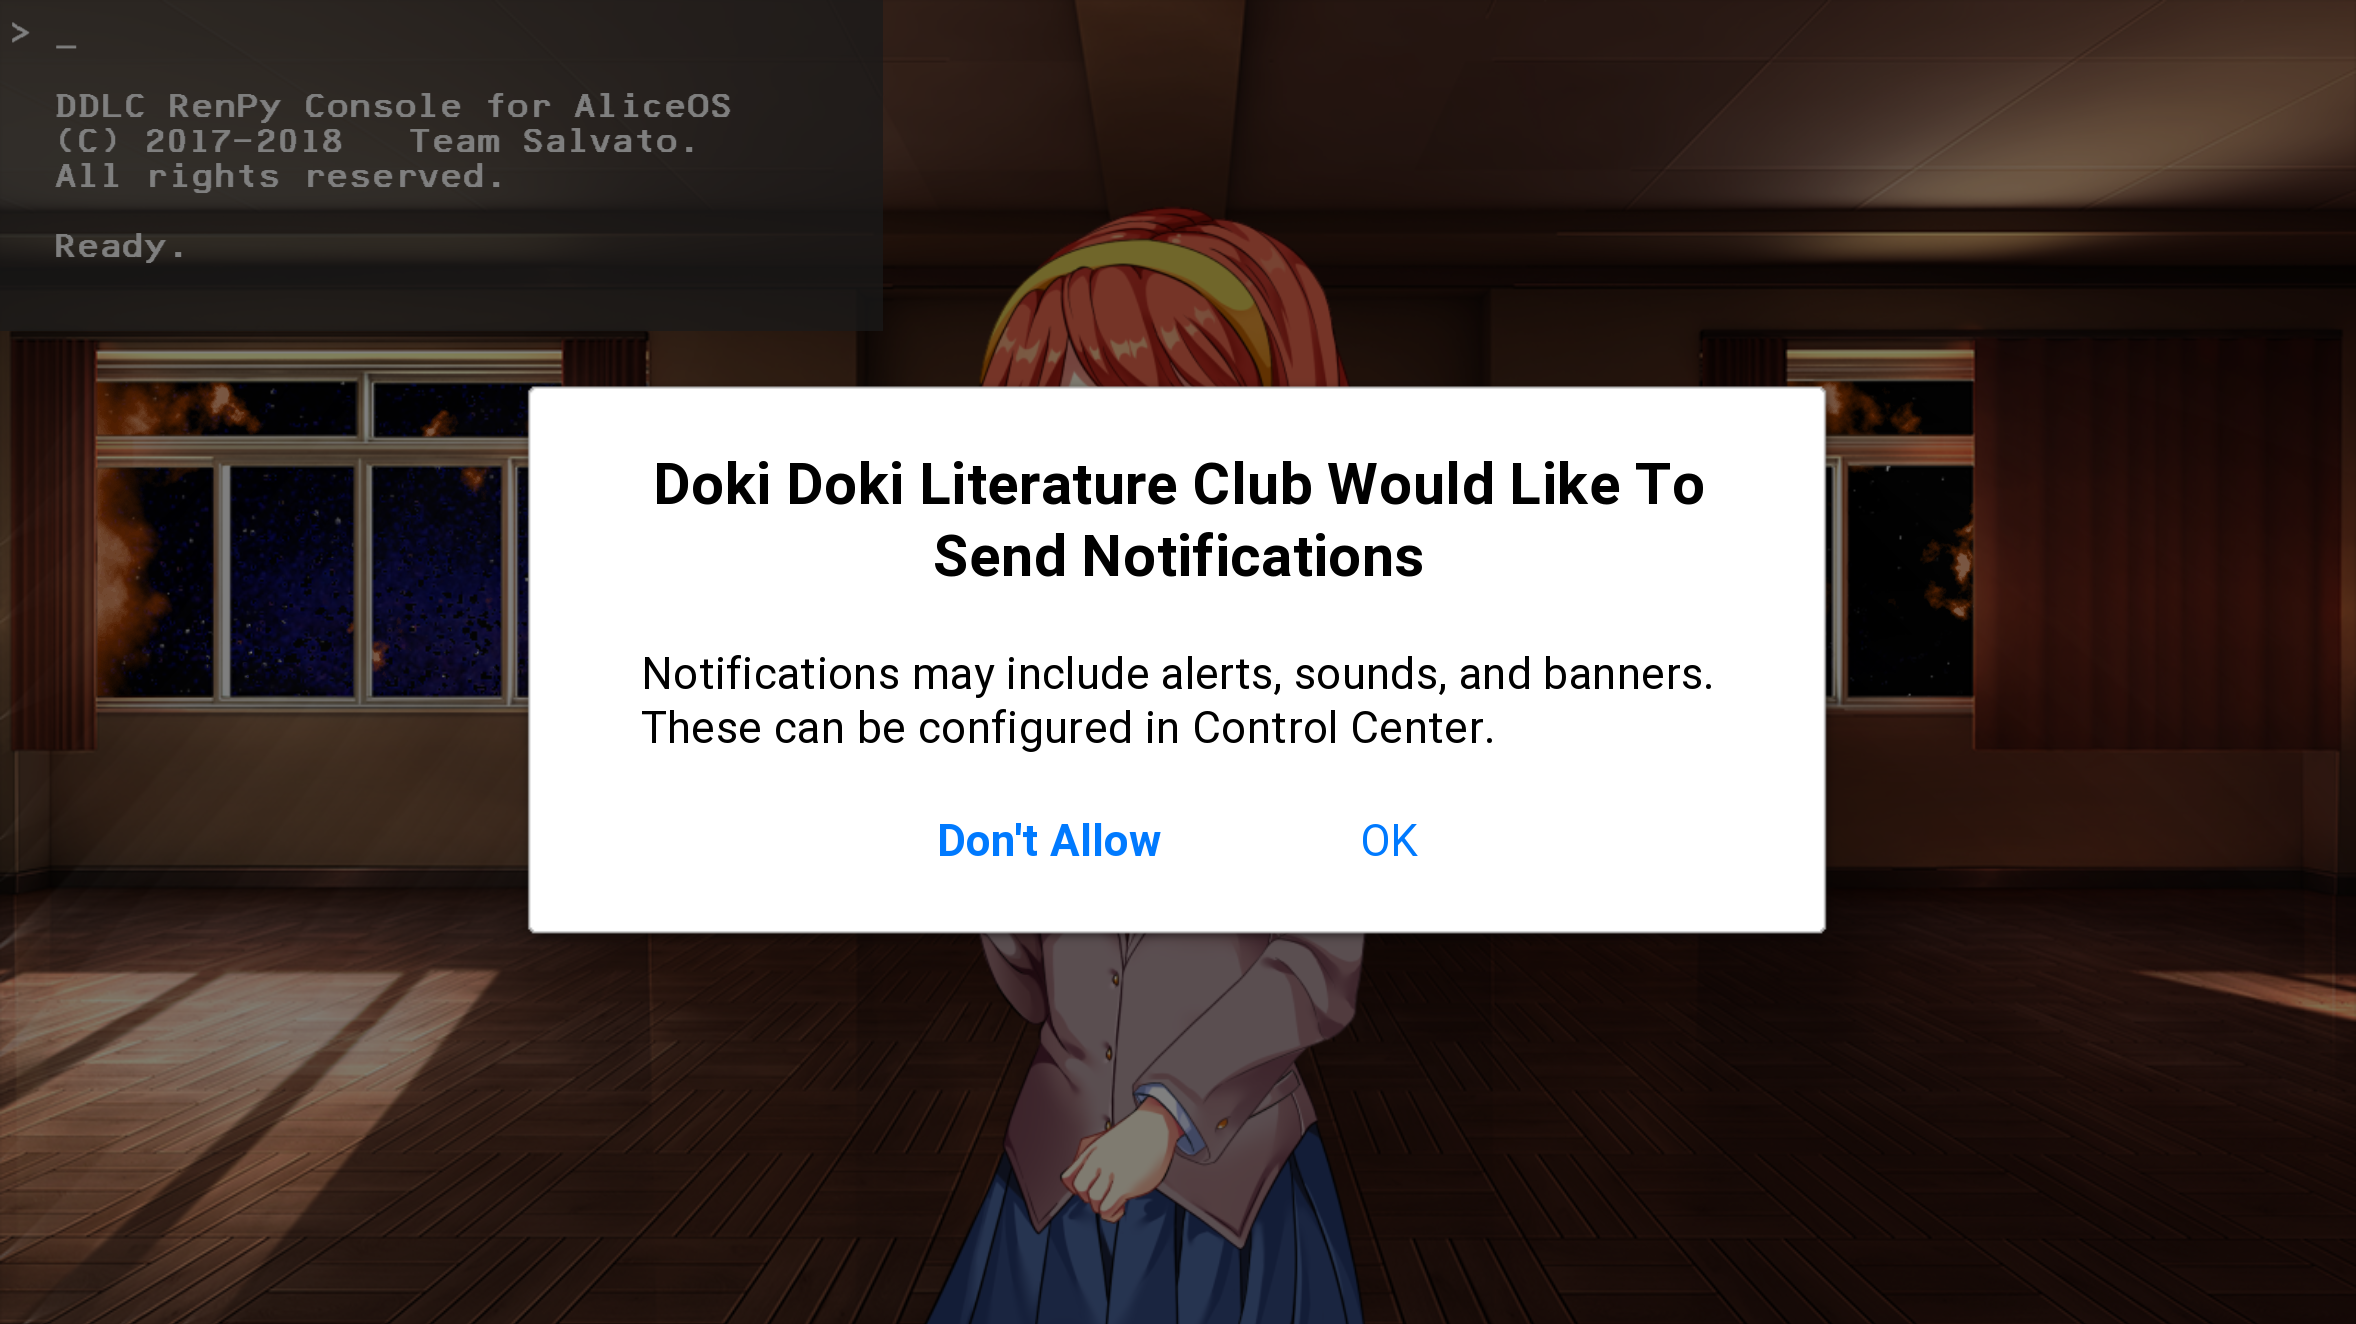 > _
DDLC RenPy Console for AliceOS
(C) 2017-2018   Team Salvato.
All rights reserved.
Ready.
Doki Doki Literature Club Would Like To
Send Notifications
Notifications may include alerts, sounds, and banners.
These can be configured in Control Center.
Don't Allow
OK